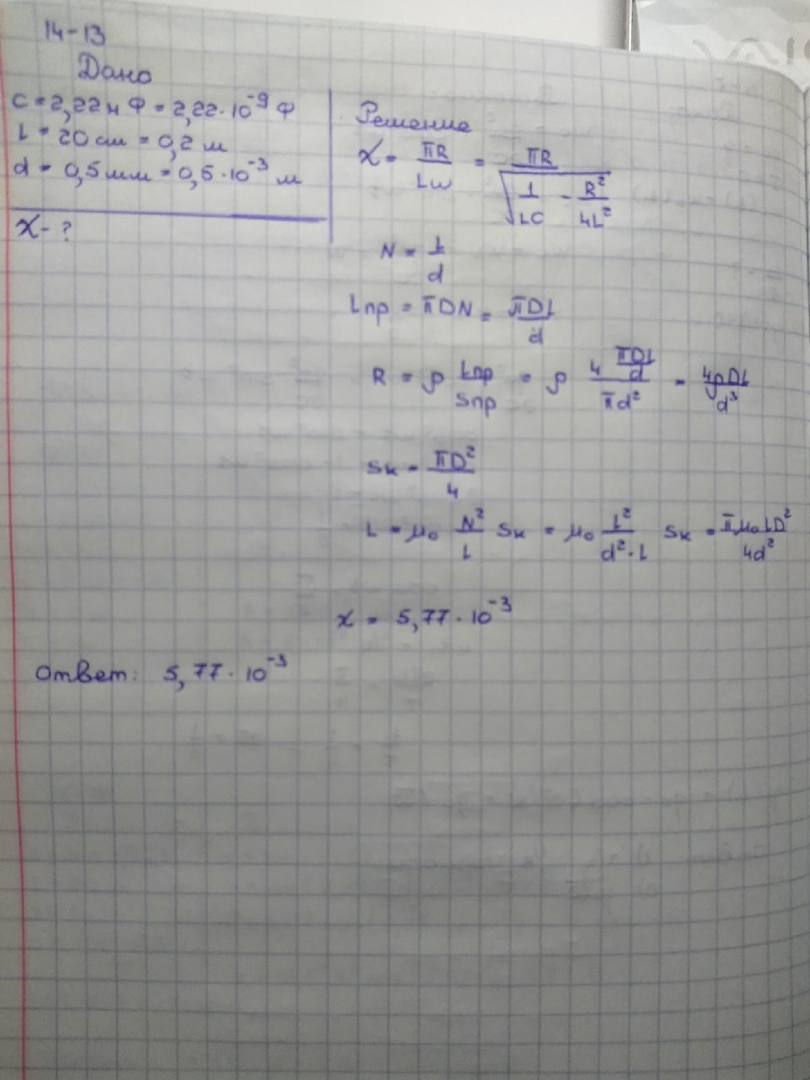 14-13
Дано
C = 2,22 н Ф = 2,22·10⁻⁹ Ф
l = 20 см = 0,2 м
d = 0,5 мм = 0,5·10⁻³ м
χ - ?
Решение
χ = πR/Lω = πR/√(1/LC - R²/4L²)
N = l/d
Lпр = πDN = πDl/d
R = ρ Lпр/Sпр = ρ (4 πDl/d)/πd² = 4ρDl/d³
Sк = πD²/4
L = μ₀ N²/l Sк = μ₀ l²/(d²·l) Sк = πμ₀lD²/4d²
χ = 5,77·10⁻³
Ответ: 5,77·10⁻³